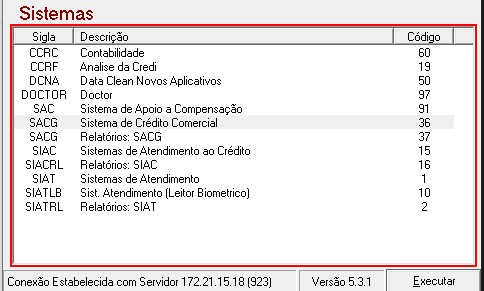 Sistemas
Sigla Descrição Código
CCRC Contabilidade 60
CCRF Analise da Credi 19
DCNA Data Clean Novos Aplicativos 50
DOCTOR Doctor 97
SAC Sistema de Apoio a Compensação 91
SACG Sistema de Crédito Comercial 36
SACG Relatórios: SACG 37
SIAC Sistemas de Atendimento ao Crédito 15
SIACRL Relatórios: SIAC 16
SIAT Sistemas de Atendimento 1
SIATLB Sist. Atendimento (Leitor Biometrico) 10
SIATRL Relatórios: SIAT 2
Conexão Estabelecida com Servidor 172.21.15.18 (923) Versão 5.3.1 Executar